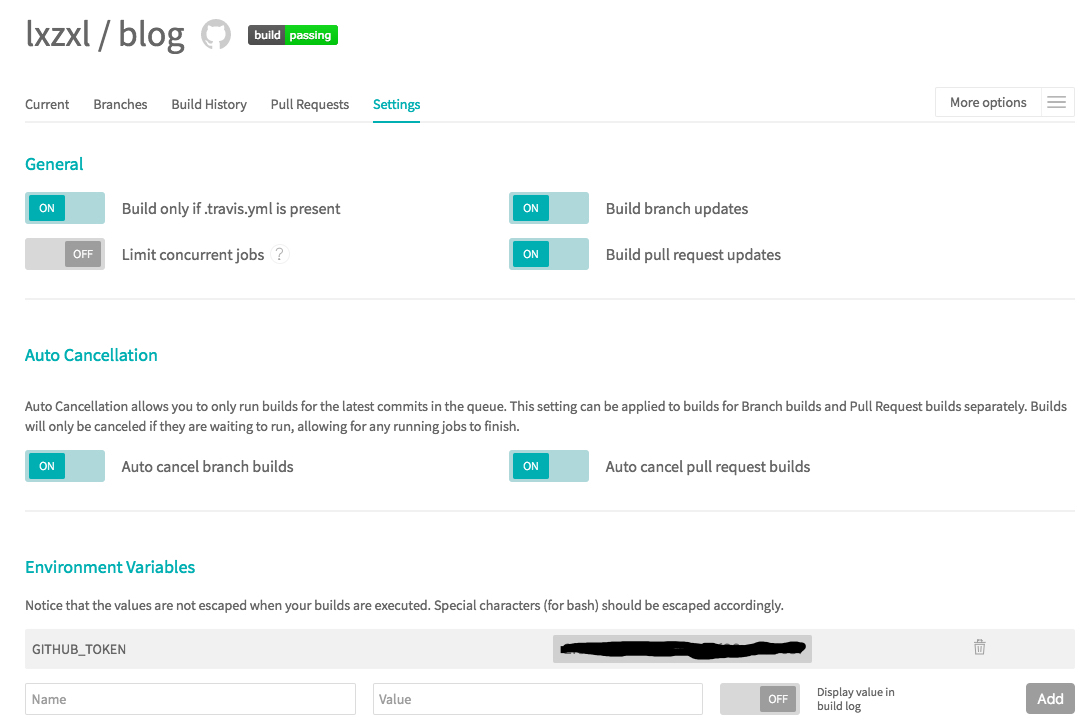 lxzxl / blog build passing
Current Branches Build History Pull Requests Settings More options
General
ON Build only if .travis.yml is present ON Build branch updates
OFF Limit concurrent jobs ? ON Build pull request updates
Auto Cancellation
Auto Cancellation allows you to only run builds for the latest commits in the queue. This setting can be applied to builds for Branch builds and Pull Request builds separately. Builds
will only be canceled if they are waiting to run, allowing for any running jobs to finish.
ON Auto cancel branch builds ON Auto cancel pull request builds
Environment Variables
Notice that the values are not escaped when your builds are executed. Special characters (for bash) should be escaped accordingly.
GITHUB_TOKEN
Name Value OFF Display value in
build log
Add